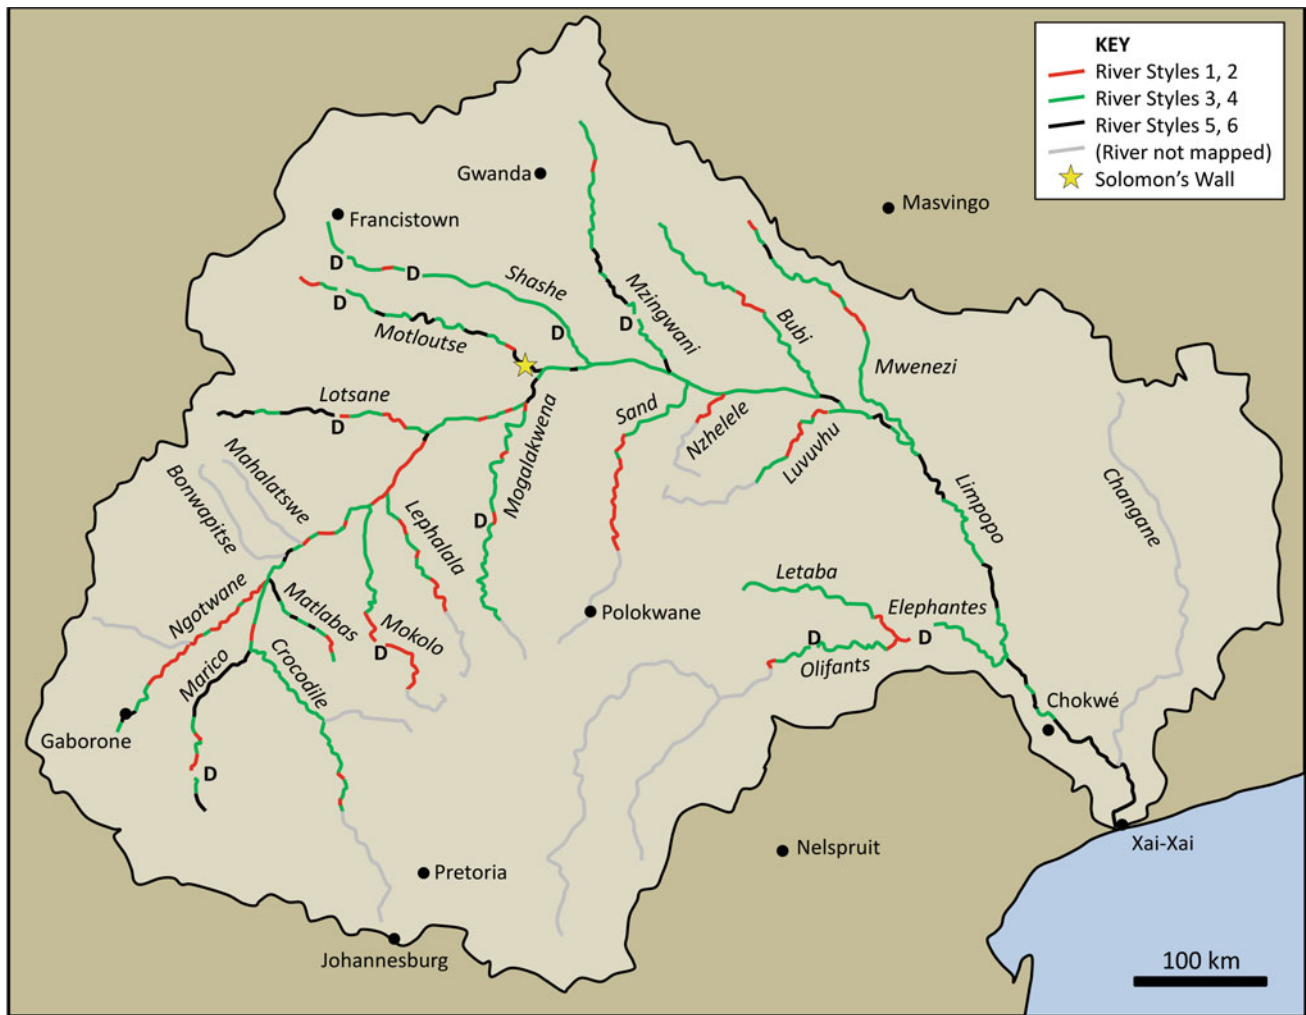 KEY
River Styles 1, 2
River Styles 3, 4
River Styles 5, 6
(River not mapped)
Solomon's Wall
Gwanda
Masvingo
Francistown
D
D
D
Shashe
Mzingwani
D
D
Bubi
Motloutse
Mwenezi
Lotsane
D
Sand
Nzhelele
Luvuvhu
Mogalakwena
D
Mahalatswe
Bonwapitse
Lephalala
Limpopo
Changane
Ngotwane
Matlabas
Mokolo
D
Polokwane
Letaba
Elephantes
D
D
Olifants
Marico
Crocodile
Chokwé
Gaborone
D
Xai-Xai
Nelspruit
Pretoria
Johannesburg
100 km